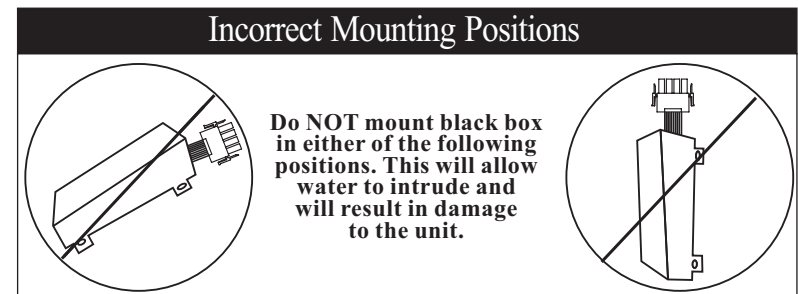 Incorrect Mounting Positions
Do NOT mount black box
in either of the following
positions. This will allow
water to intrude and
will result in damage
to the unit.